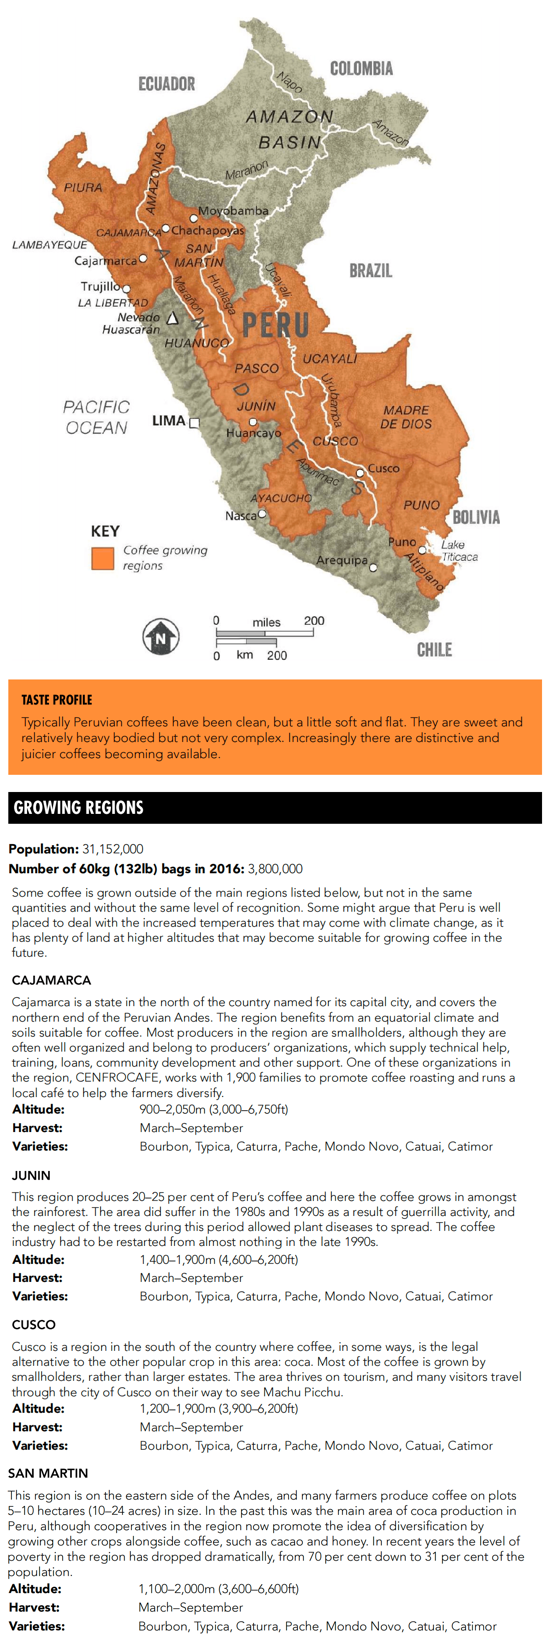 COLOMBIA
ECUADOR
Napo
AMAZON
BASIN
Amazon
Marañon
AMAZONAS
PIURA
Moyobamba
CAJAMARCA
Chachapoyas
LAMBAYEQUE
SAN
MARTÍN
Cajamarca
BRAZIL
Ucayali
Huallaga
Marañon
Trujillo
LA LIBERTAD
Nevado
Huascarán
PERU
HUANUCO
UCAYALI
PASCO
Urubamba
PACIFIC
OCEAN
JUNÍN
MADRE
DE DIOS
LIMA
Huancayo
CUSCO
Cusco
Apurimac
ANDES
AYACUCHO
PUNO
Nasca
BOLIVIA
KEY
Coffee growing
regions
Puno
Lake
Titicaca
Arequipa
Altiplano
N
0 miles 200
0 km 200
CHILE
TASTE PROFILE
Typically Peruvian coffees have been clean, but a little soft and flat. They are sweet and
relatively heavy bodied but not very complex. Increasingly there are distinctive and
juicier coffees becoming available.
GROWING REGIONS
Population: 31,152,000
Number of 60kg (132lb) bags in 2016: 3,800,000
Some coffee is grown outside of the main regions listed below, but not in the same
quantities and without the same level of recognition. Some might argue that Peru is well
placed to deal with the increased temperatures that may come with climate change, as it
has plenty of land at higher altitudes that may become suitable for growing coffee in the
future.
CAJAMARCA
Cajamarca is a state in the north of the country named for its capital city, and covers the
northern end of the Peruvian Andes. The region benefits from an equatorial climate and
soils suitable for coffee. Most producers in the region are smallholders, although they are
often well organized and belong to producers' organizations, which supply technical help,
training, loans, community development and other support. One of these organizations in
the region, CENFROCAFE, works with 1,900 families to promote coffee roasting and runs a
local café to help the farmers diversify.
Altitude: 900–2,050m (3,000–6,750ft)
Harvest: March–September
Varieties: Bourbon, Typica, Caturra, Pache, Mondo Novo, Catuai, Catimor
JUNIN
This region produces 20–25 per cent of Peru's coffee and here the coffee grows in amongst
the rainforest. The area did suffer in the 1980s and 1990s as a result of guerrilla activity, and
the neglect of the trees during this period allowed plant diseases to spread. The coffee
industry had to be restarted from almost nothing in the late 1990s.
Altitude: 1,400–1,900m (4,600–6,200ft)
Harvest: March–September
Varieties: Bourbon, Typica, Caturra, Pache, Mondo Novo, Catuai, Catimor
CUSCO
Cusco is a region in the south of the country where coffee, in some ways, is the legal
alternative to the other popular crop in this area: coca. Most of the coffee is grown by
smallholders, rather than larger estates. The area thrives on tourism, and many visitors travel
through the city of Cusco on their way to see Machu Picchu.
Altitude: 1,200–1,900m (3,900–6,200ft)
Harvest: March–September
Varieties: Bourbon, Typica, Caturra, Pache, Mondo Novo, Catuai, Catimor
SAN MARTIN
This region is on the eastern side of the Andes, and many farmers produce coffee on plots
5–10 hectares (10–24 acres) in size. In the past this was the main area of coca production in
Peru, although cooperatives in the region now promote the idea of diversification by
growing other crops alongside coffee, such as cacao and honey. In recent years the level of
poverty in the region has dropped dramatically, from 70 per cent down to 31 per cent of the
population.
Altitude: 1,100–2,000m (3,600–6,600ft)
Harvest: March–September
Varieties: Bourbon, Typica, Caturra, Pache, Mondo Novo, Catuai, Catimor